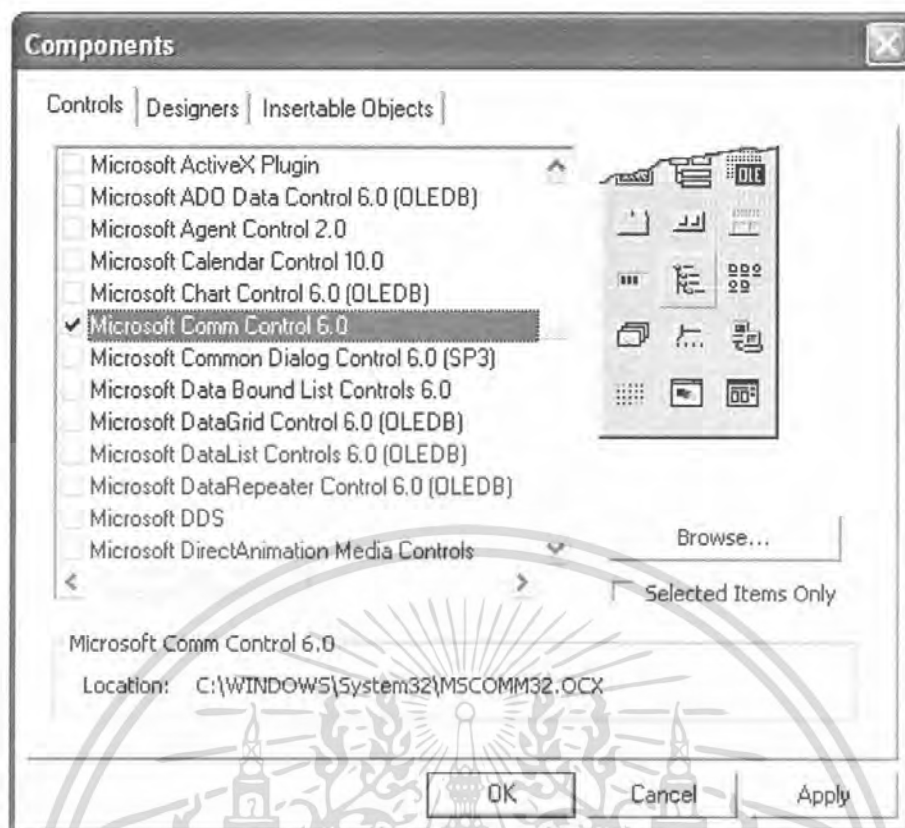 Components
Controls
Designers
Insertable Objects
Microsoft ActiveX Plugin
Microsoft ADO Data Control 6.0 (OLEDB)
Microsoft Agent Control 2.0
Microsoft Calendar Control 10.0
Microsoft Chart Control 6.0 (OLEDB)
Microsoft Comm Control 6.0
Microsoft Common Dialog Control 6.0 (SP3)
Microsoft Data Bound List Controls 6.0
Microsoft DataGrid Control 6.0 (OLEDB)
Microsoft DataList Controls 6.0 (OLEDB)
Microsoft DataRepeater Control 6.0 (OLEDB)
Microsoft DDS
Microsoft DirectAnimation Media Controls
OLE
Browse...
Selected Items Only
Microsoft Comm Control 6.0
Location: C:\WINDOWS\System32\MSCOMM32.OCX
OK
Cancel
Apply